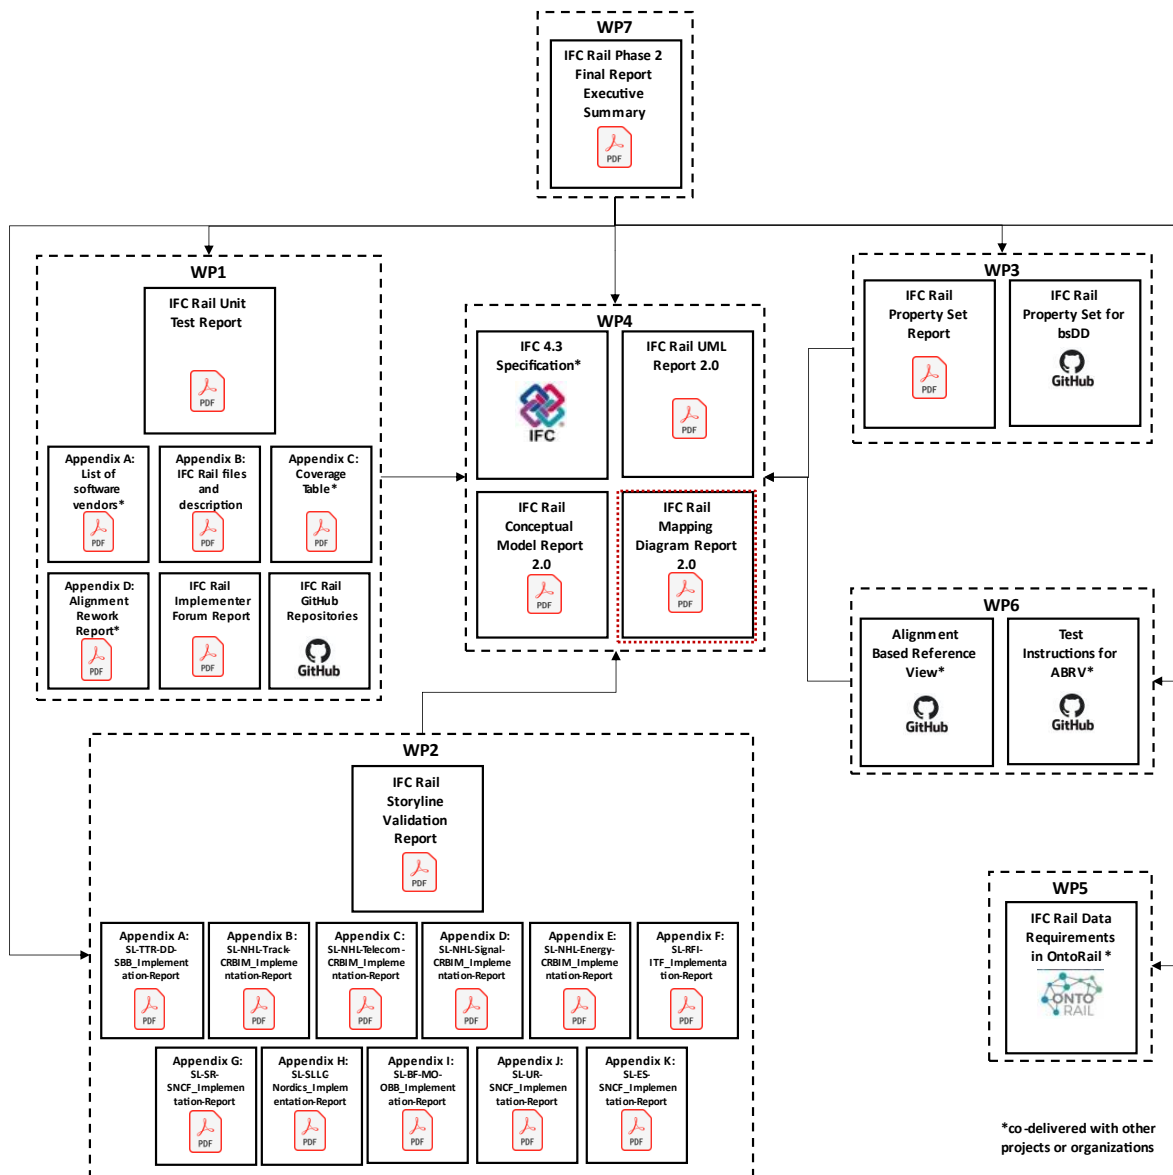 WP7
IFC Rail Phase 2
Final Report
Executive
Summary
PDF
WP1
IFC Rail Unit
Test Report
PDF
Appendix A:
List of
software
vendors*
PDF
Appendix B:
IFC Rail files
and
description
PDF
Appendix C:
Coverage
Table*
PDF
Appendix D:
Alignment
Rework
Report*
PDF
IFC Rail
Implementer
Forum Report
PDF
IFC Rail
GitHub
Repositories
GitHub
WP4
IFC 4.3
Specification*
IFC
IFC Rail UML
Report 2.0
PDF
IFC Rail
Conceptual
Model Report
2.0
PDF
IFC Rail
Mapping
Diagram Report
2.0
PDF
WP3
IFC Rail
Property Set
Report
PDF
IFC Rail
Property Set for
bsDD
GitHub
WP6
Alignment
Based Reference
View*
GitHub
Test
Instructions for
ABRV*
GitHub
WP2
IFC Rail
Storyline
Validation
Report
PDF
Appendix A:
SL-TTR-DD-
SBB_Implement
ation-Report
PDF
Appendix B:
SL-NHL-Track-
CRBIM_Impleme
ntation-Report
PDF
Appendix C:
SL-NHL-Telecom-
CRBIM_Impleme
ntation-Report
PDF
Appendix D:
SL-NHL-Signal-
CRBIM_Impleme
ntation-Report
PDF
Appendix E:
SL-NHL-Energy-
CRBIM_Impleme
ntation-Report
PDF
Appendix F:
SL-RFI-
ITF_Implementa
tion-Report
PDF
Appendix G:
SL-SR-
SNCF_Implemen
tation-Report
PDF
Appendix H:
SL-SLLG
Nordics_Implem
entation-Report
PDF
Appendix I:
SL-BF-MO-
OBB_Implement
ation-Report
PDF
Appendix J:
SL-UR-
SNCF_Implemen
tation-Report
PDF
Appendix K:
SL-ES-
SNCF_Implemen
tation-Report
PDF
WP5
IFC Rail Data
Requirements
in OntoRail *
ONTO
RAIL
*co-delivered with other
projects or organizations